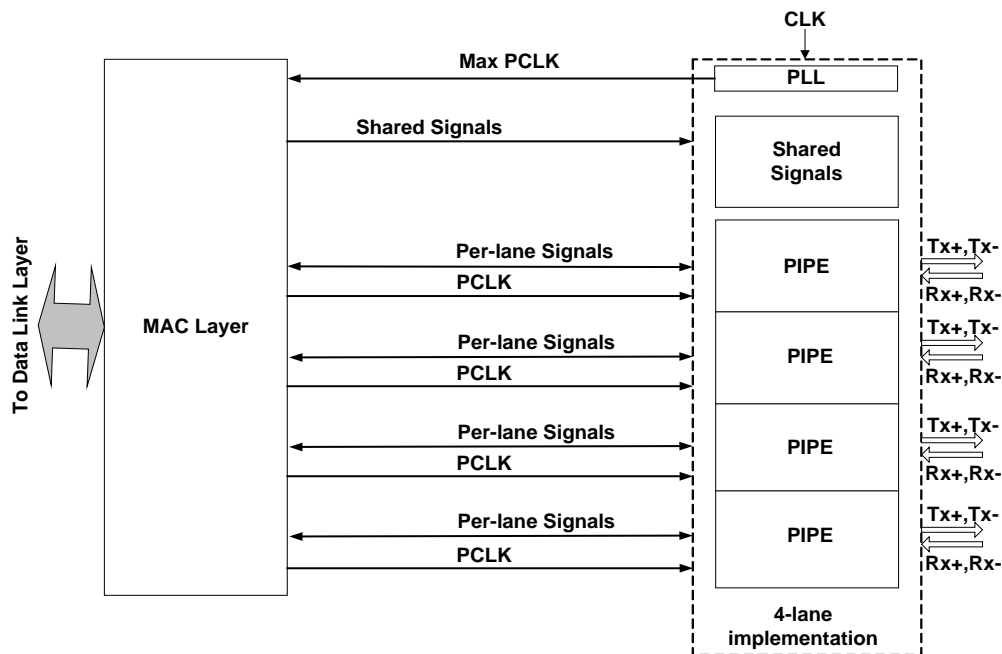 CLK
Max PCLK
PLL
Shared Signals
Shared
Signals
To Data Link Layer
MAC Layer
Per-lane Signals
PCLK
PIPE
Tx+,Tx-
Rx+,Rx-
Per-lane Signals
PCLK
PIPE
Tx+,Tx-
Rx+,Rx-
Per-lane Signals
PCLK
PIPE
Tx+,Tx-
Rx+,Rx-
Per-lane Signals
PCLK
PIPE
Tx+,Tx-
Rx+,Rx-
4-lane
implementation